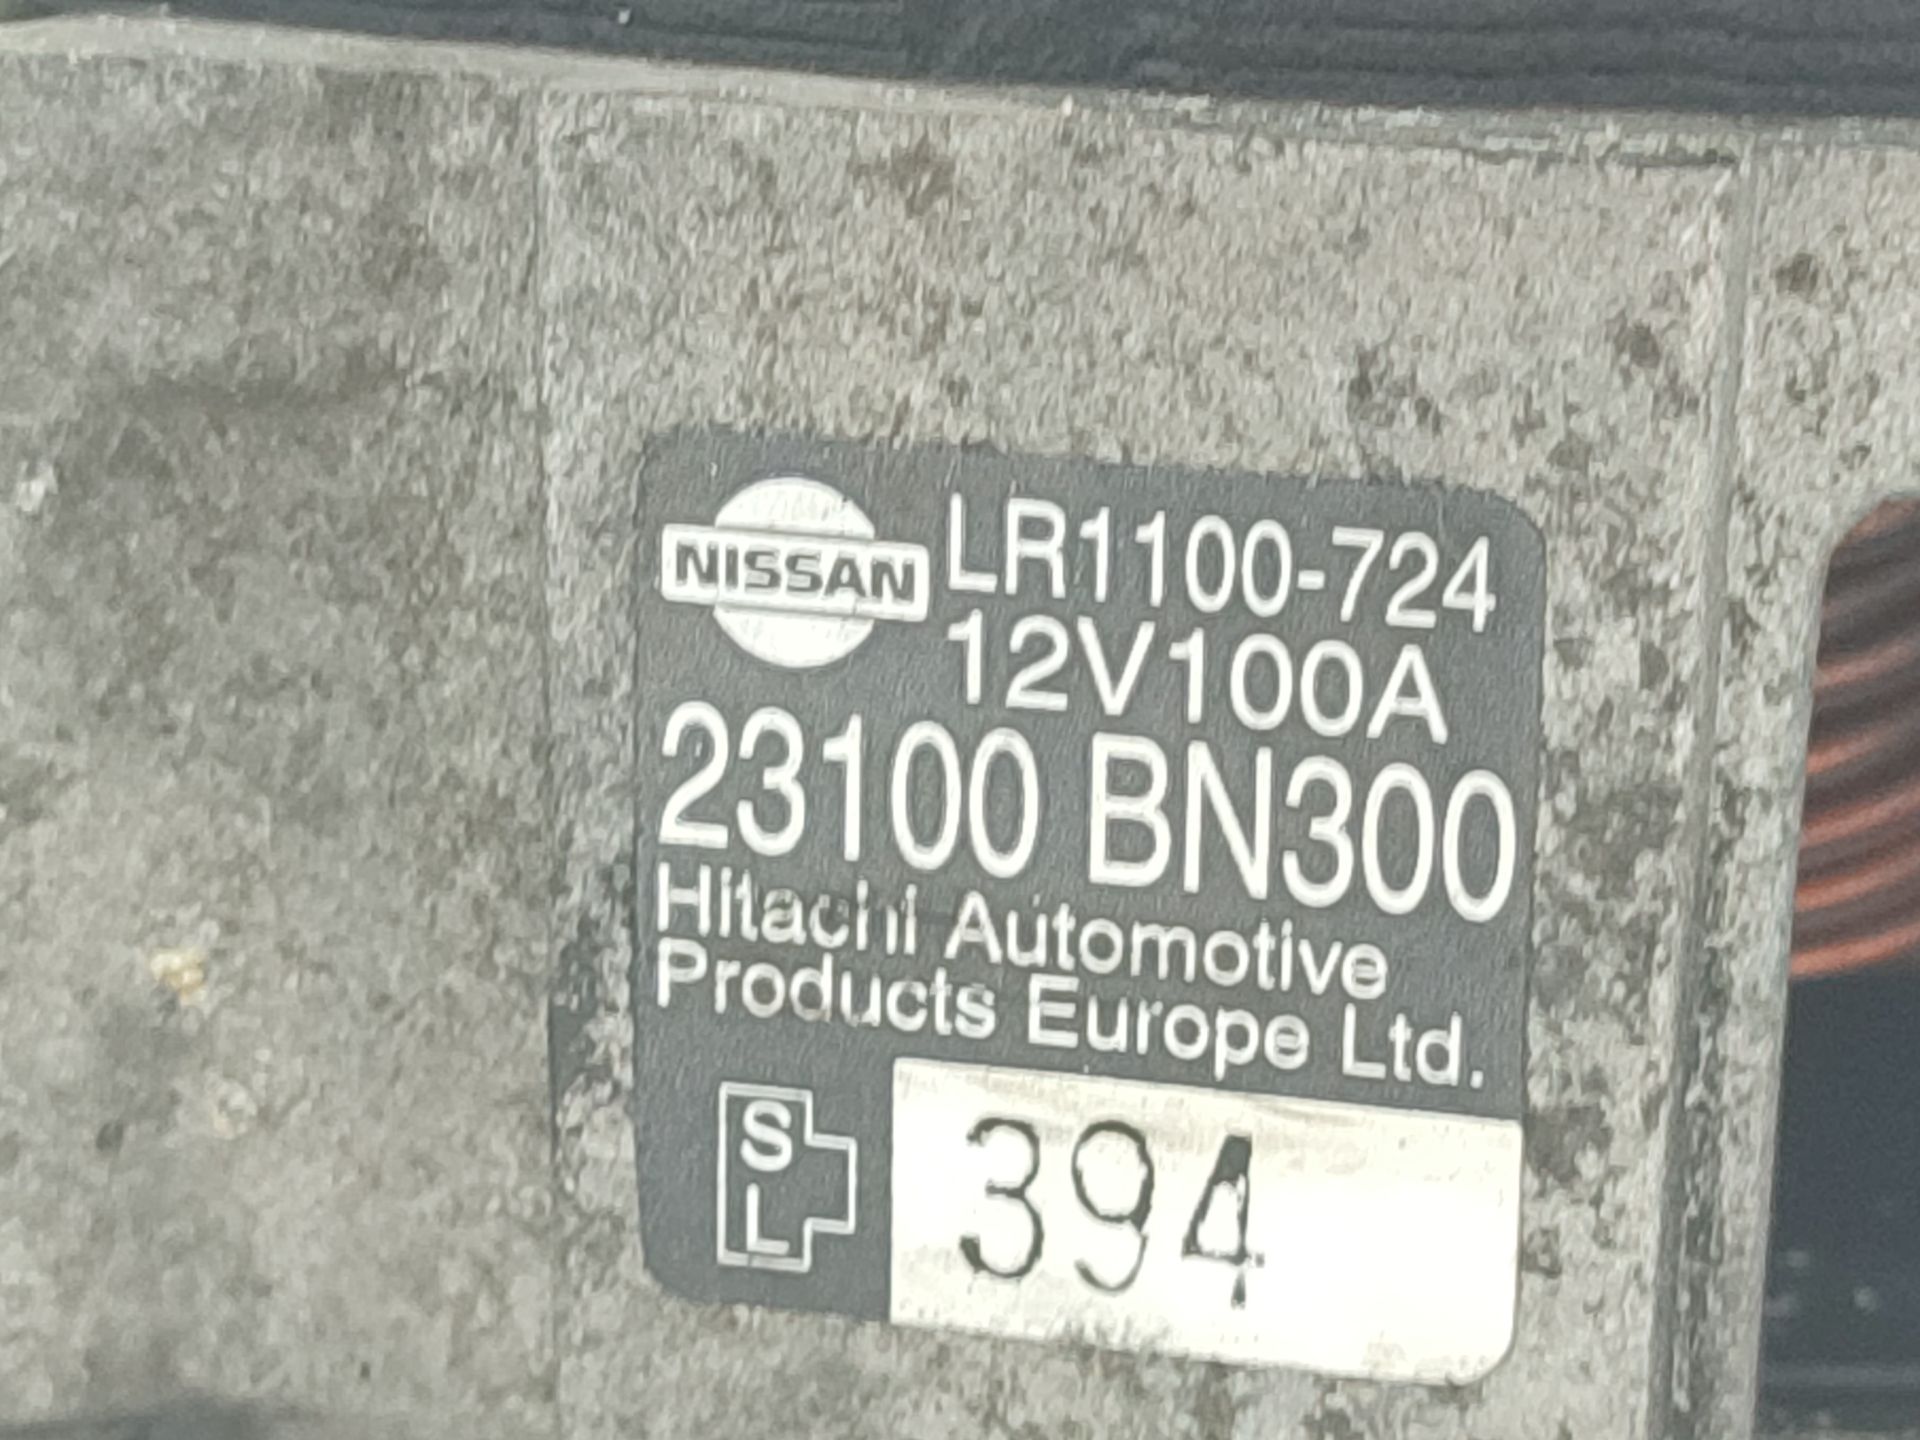 NISSAN LR1100-724
12V100A
23100 BN300
Hitachi Automotive
Products Europe Ltd.
S
L
394